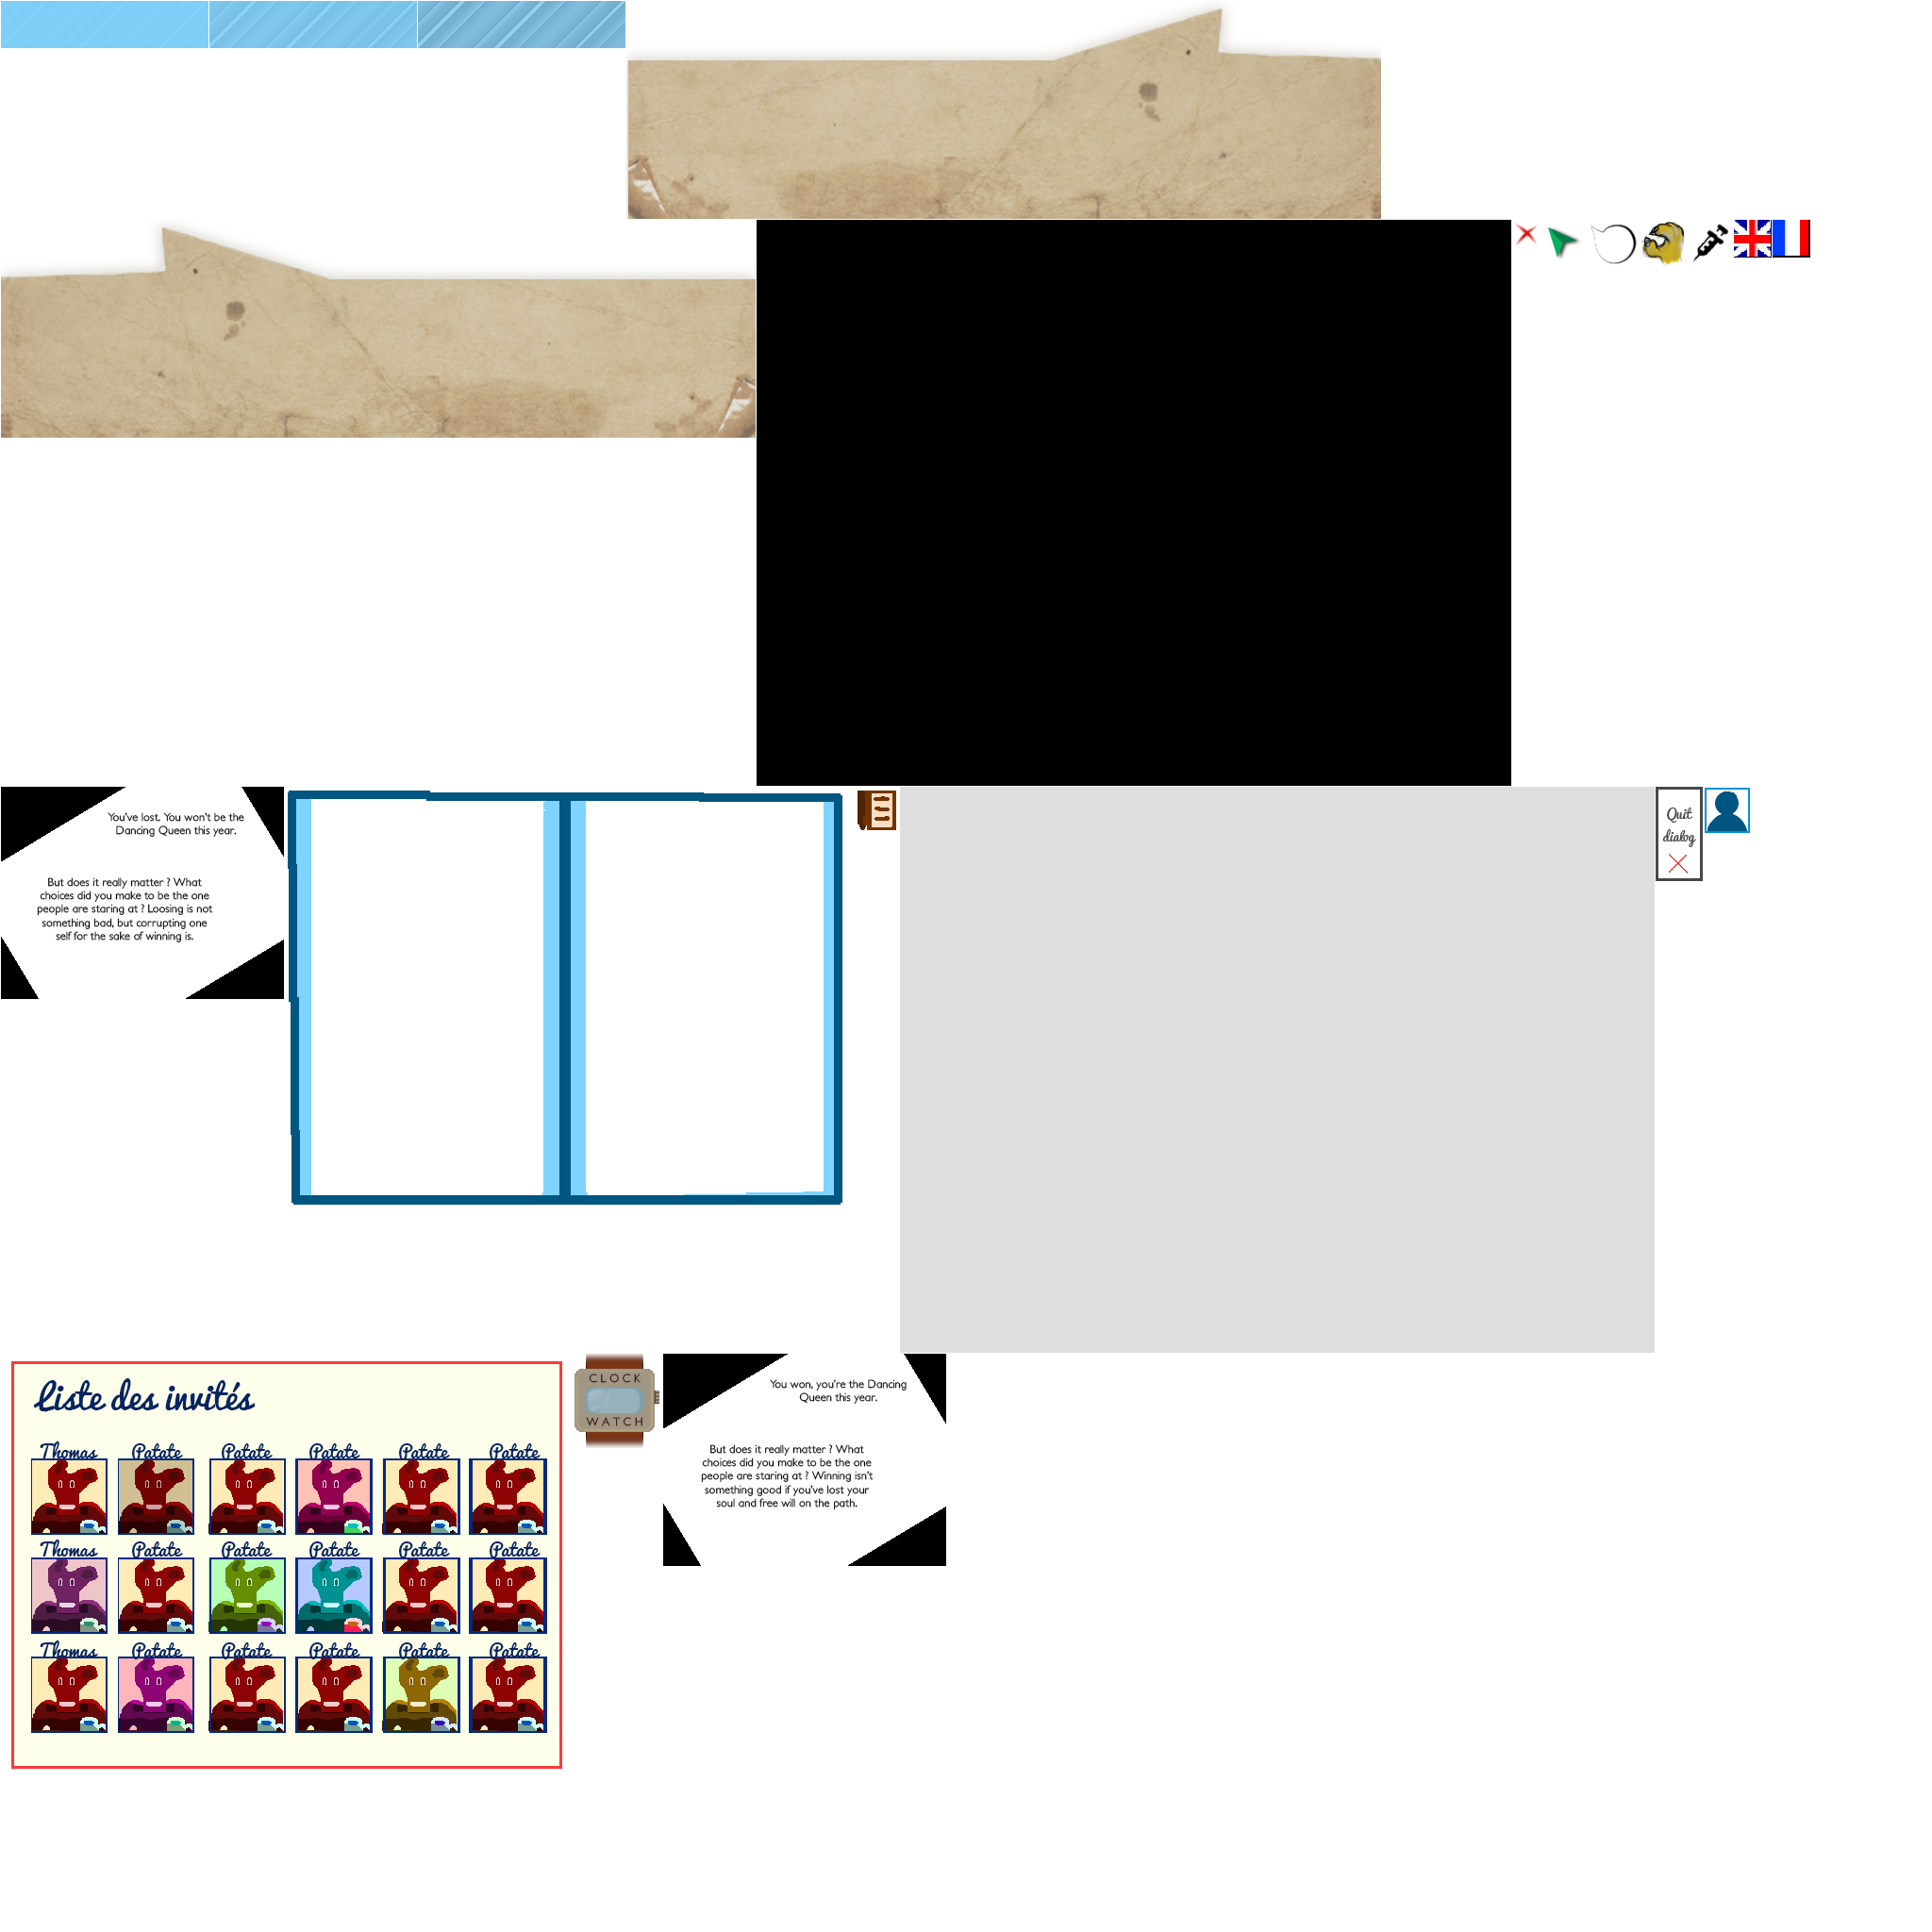 You've lost. You won't be the
Dancing Queen this year.
But does it really matter ? What
choices did you make to be the one
people are staring at ? Loosing is not
something bad, but corrupting one
self for the sake of winning is.
Quit
dialog
Liste des invités
Thomas Patate Patate Patate Patate Patate
Thomas Patate Patate Patate Patate Patate
Thomas Patate Patate Patate Patate Patate
CLOCK
WATCH
You won, you're the Dancing
Queen this year.
But does it really matter ? What
choices did you make to be the one
people are staring at ? Winning isn't
something good if you've lost your
soul and free will on the path.